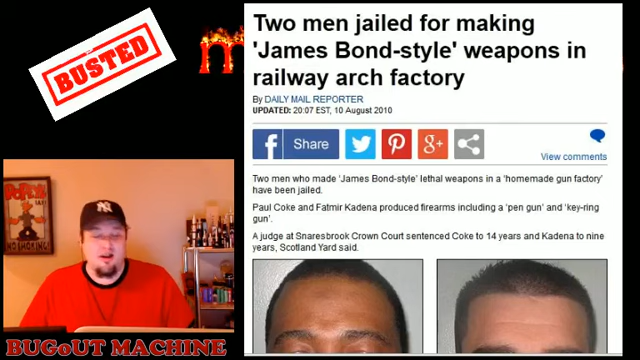 BUSTED
m
Two men jailed for making
'James Bond-style' weapons in
railway arch factory
By DAILY MAIL REPORTER
UPDATED: 20:07 EST, 10 August 2010
f Share
g+
View comments
Two men who made 'James Bond-style' lethal weapons in a 'homemade gun factory'
have been jailed.
Paul Coke and Fatmir Kadena produced firearms including a 'pen gun' and 'key-ring
gun'.
A judge at Snaresbrook Crown Court sentenced Coke to 14 years and Kadena to nine
years, Scotland Yard said.
POPEYE
NO SMOKING!
NY
BUGoUT MACHINE